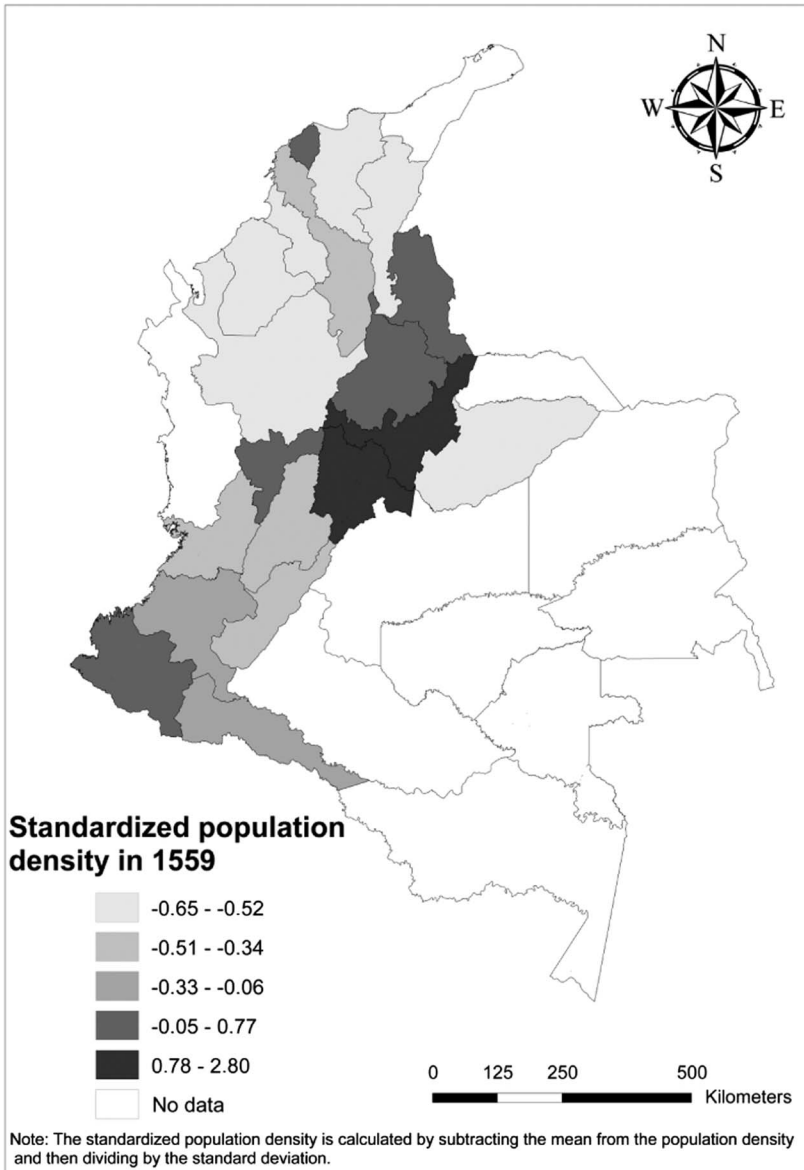 N
W E
S
Standardized population
density in 1559
-0.65 - -0.52
-0.51 - -0.34
-0.33 - -0.06
-0.05 - 0.77
0.78 - 2.80
No data
0 125 250 500
Kilometers
Note: The standardized population density is calculated by subtracting the mean from the population density
and then dividing by the standard deviation.